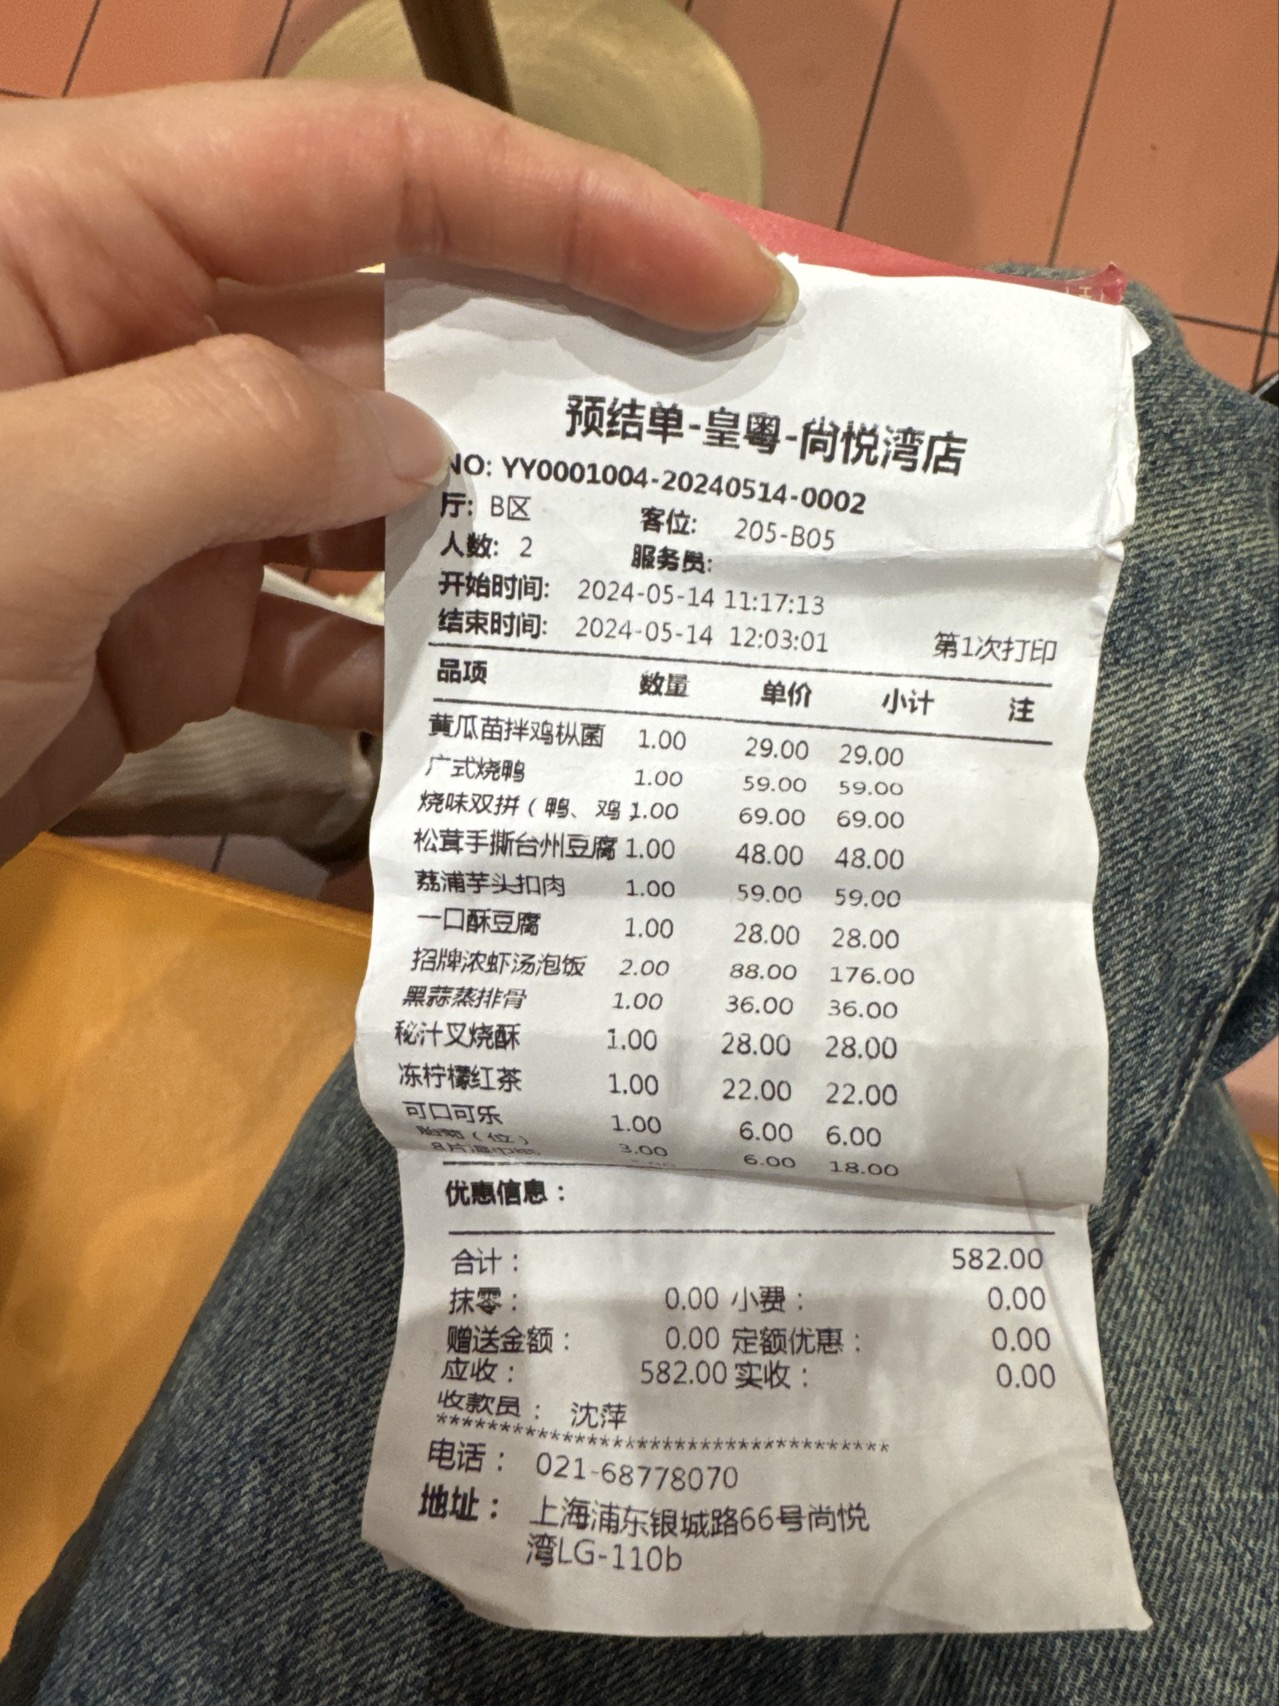 预结单-皇粤-尚悦湾店
NO: YY0001004-20240514-0002
厅: B区 客位: 205-B05
人数: 2 服务员:
开始时间: 2024-05-14 11:17:13
结束时间: 2024-05-14 12:03:01 第1次打印
品项 数量 单价 小计 注
黄瓜苗拌鸡枞菌 1.00 29.00 29.00
广式烧鸭 1.00 59.00 59.00
烧味双拼(鸭、鸡 1.00 69.00 69.00
松茸手撕台州豆腐 1.00 48.00 48.00
荔浦芋头扣肉 1.00 59.00 59.00
一口酥豆腐 1.00 28.00 28.00
招牌浓虾汤泡饭 2.00 88.00 176.00
黑蒜蒸排骨 1.00 36.00 36.00
秘汁叉烧酥 1.00 28.00 28.00
冻柠檬红茶 1.00 22.00 22.00
可口可乐 1.00 6.00 6.00
(位) 3.00 6.00 18.00
优惠信息:
合计: 582.00
抹零: 0.00 小费: 0.00
赠送金额: 0.00 定额优惠: 0.00
应收: 582.00 实收: 0.00
收款员: 沈萍
****************************************
电话: 021-68778070
地址: 上海浦东银城路66号尚悦
湾LG-110b